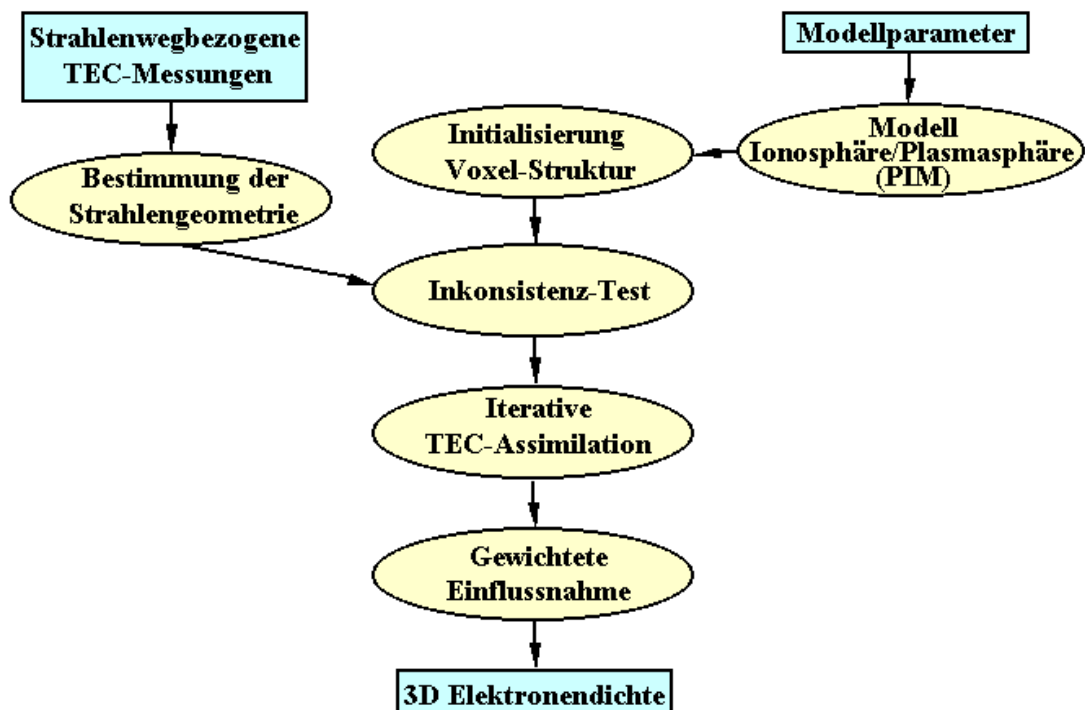 Strahlenwegbezogene
TEC-Messungen
Modellparameter
Initialisierung
Voxel-Struktur
Modell
Ionosphäre/Plasmasphäre
(PIM)
Bestimmung der
Strahlengeometrie
Inkonsistenz-Test
Iterative
TEC-Assimilation
Gewichtete
Einflussnahme
3D Elektronendichte